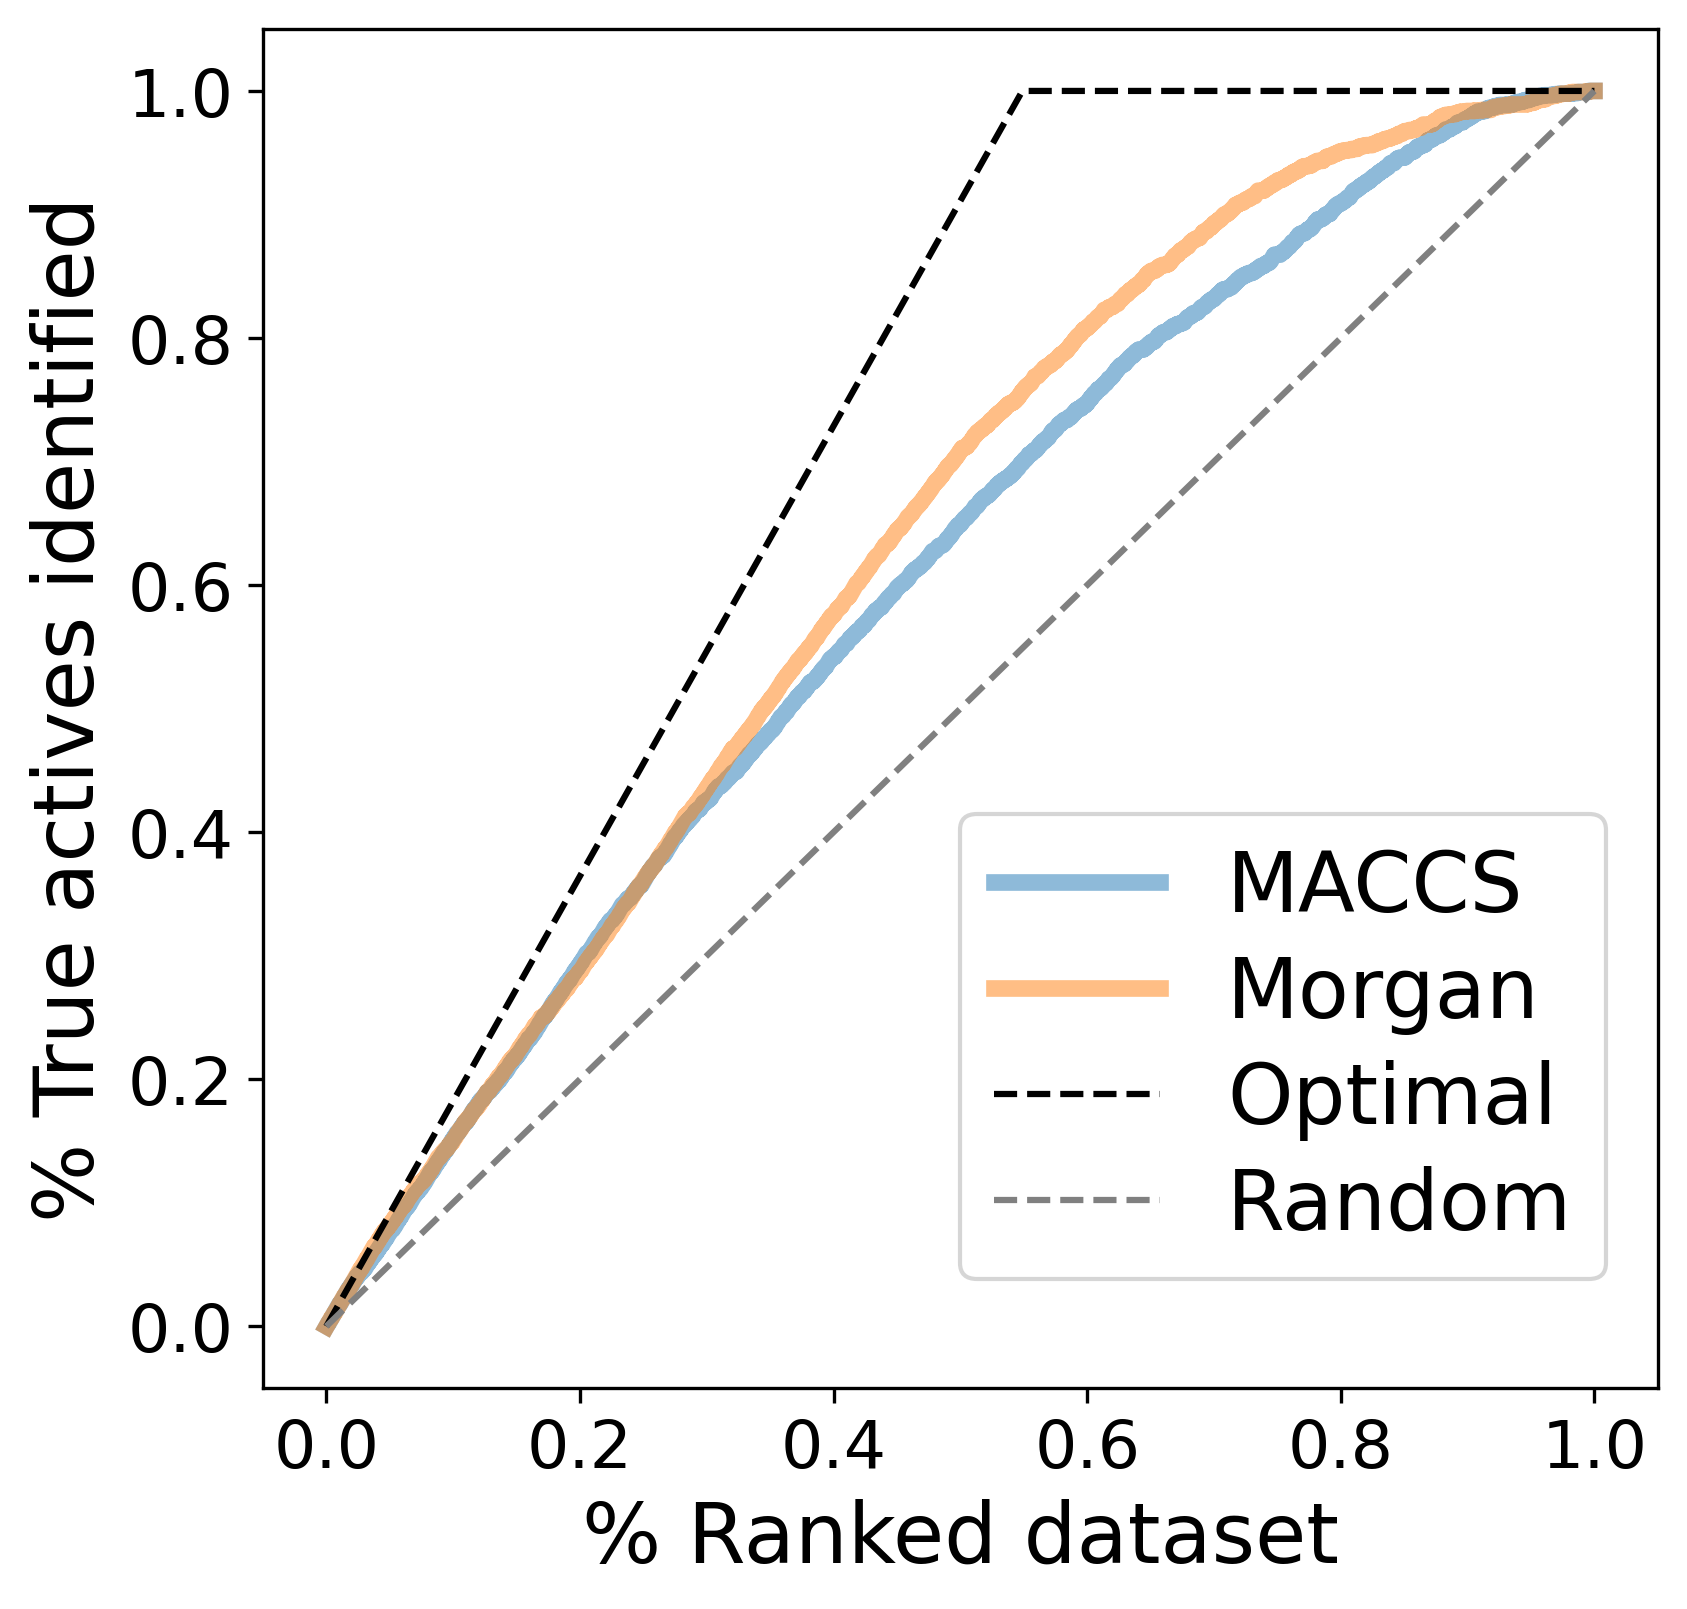 % True actives identified
1.0
0.8
0.6
0.4
0.2
0.0
MACCS
Morgan
Optimal
Random
0.0 0.2 0.4 0.6 0.8 1.0
% Ranked dataset